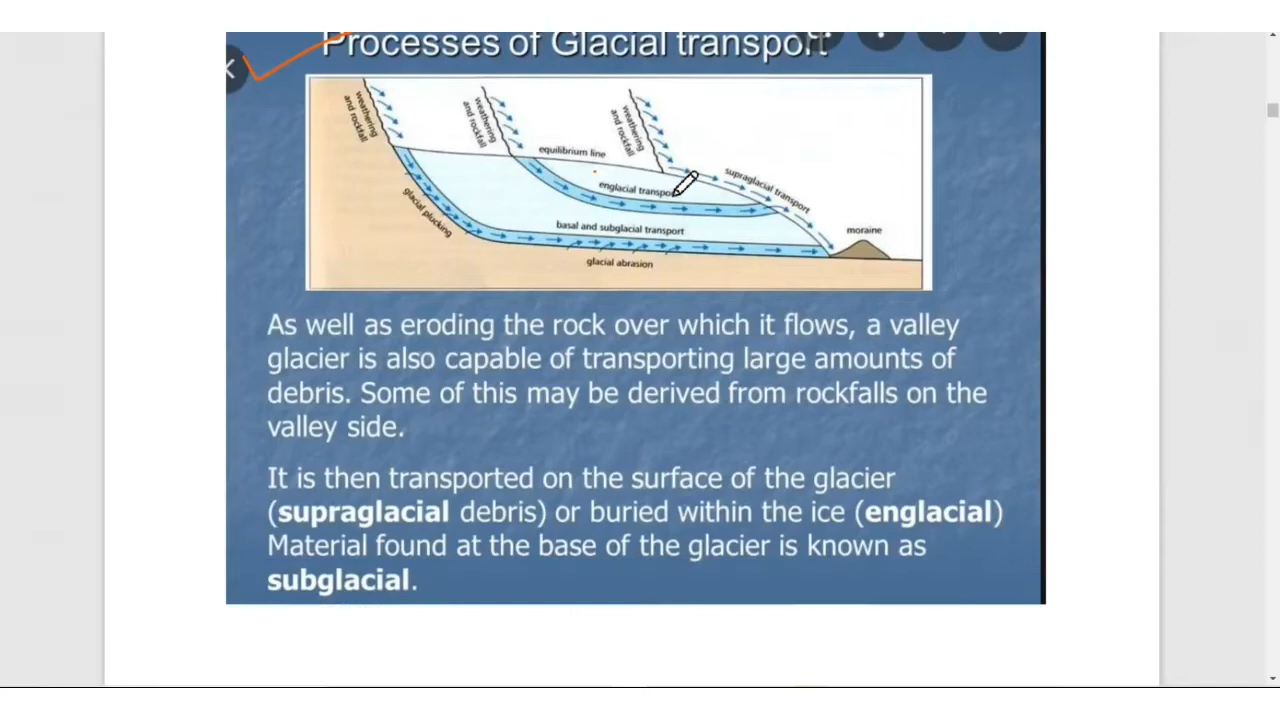 Processes of Glacial transport
weathering
and rockfall
weathering
and rockfall
weathering
and rockfall
equilibrium line
supraglacial transport
englacial transport
glacial plucking
basal and subglacial transport
moraine
glacial abrasion
As well as eroding the rock over which it flows, a valley
glacier is also capable of transporting large amounts of
debris. Some of this may be derived from rockfalls on the
valley side.
It is then transported on the surface of the glacier
(supraglacial debris) or buried within the ice (englacial)
Material found at the base of the glacier is known as
subglacial.